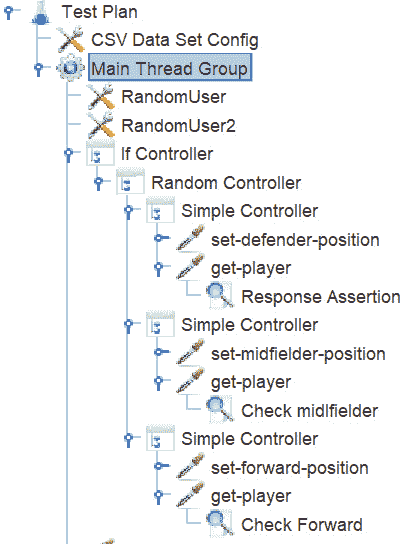 Test Plan
CSV Data Set Config
Main Thread Group
RandomUser
RandomUser2
If Controller
Random Controller
Simple Controller
set-defender-position
get-player
Response Assertion
Simple Controller
set-midfielder-position
get-player
Check midlfielder
Simple Controller
set-forward-position
get-player
Check Forward